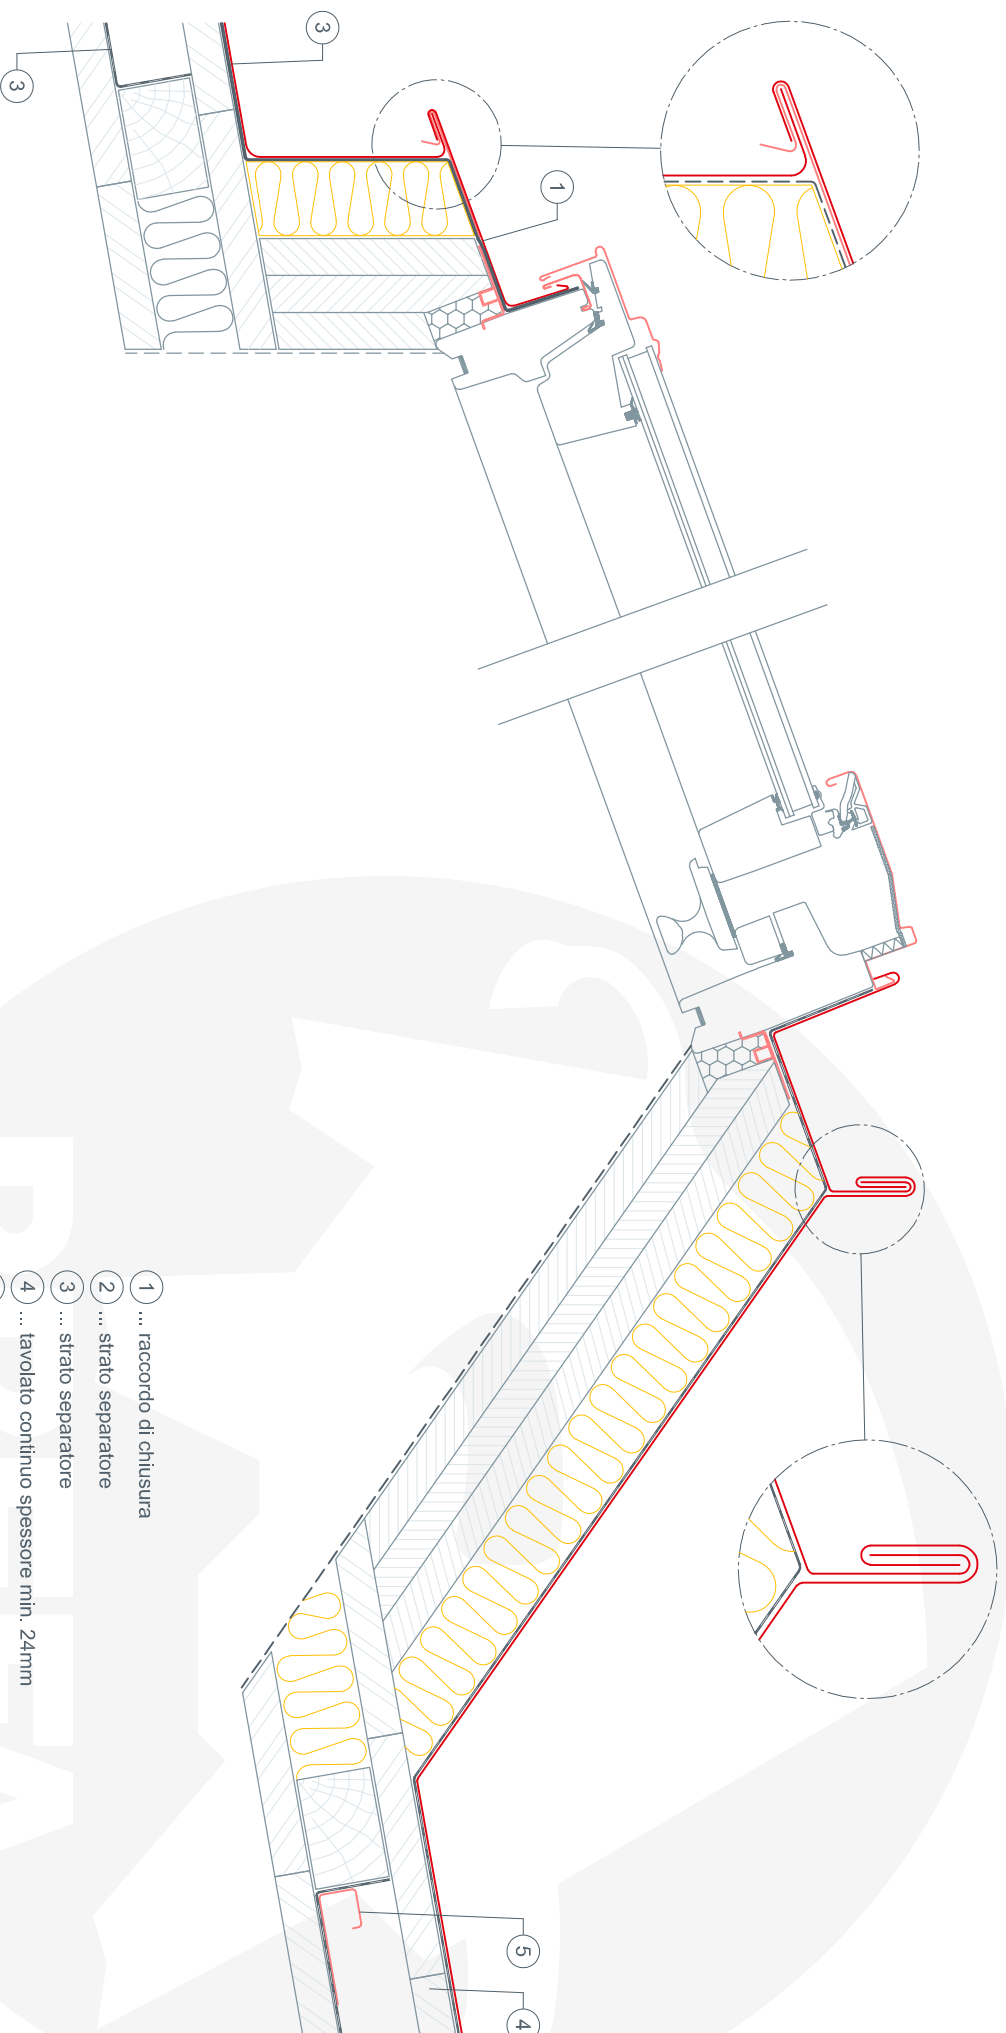 3
3
1
1 ... raccordo di chiusura
2 ... strato separatore
3 ... strato separatore
4 ... tavolato continuo spessore min. 24mm
5
4